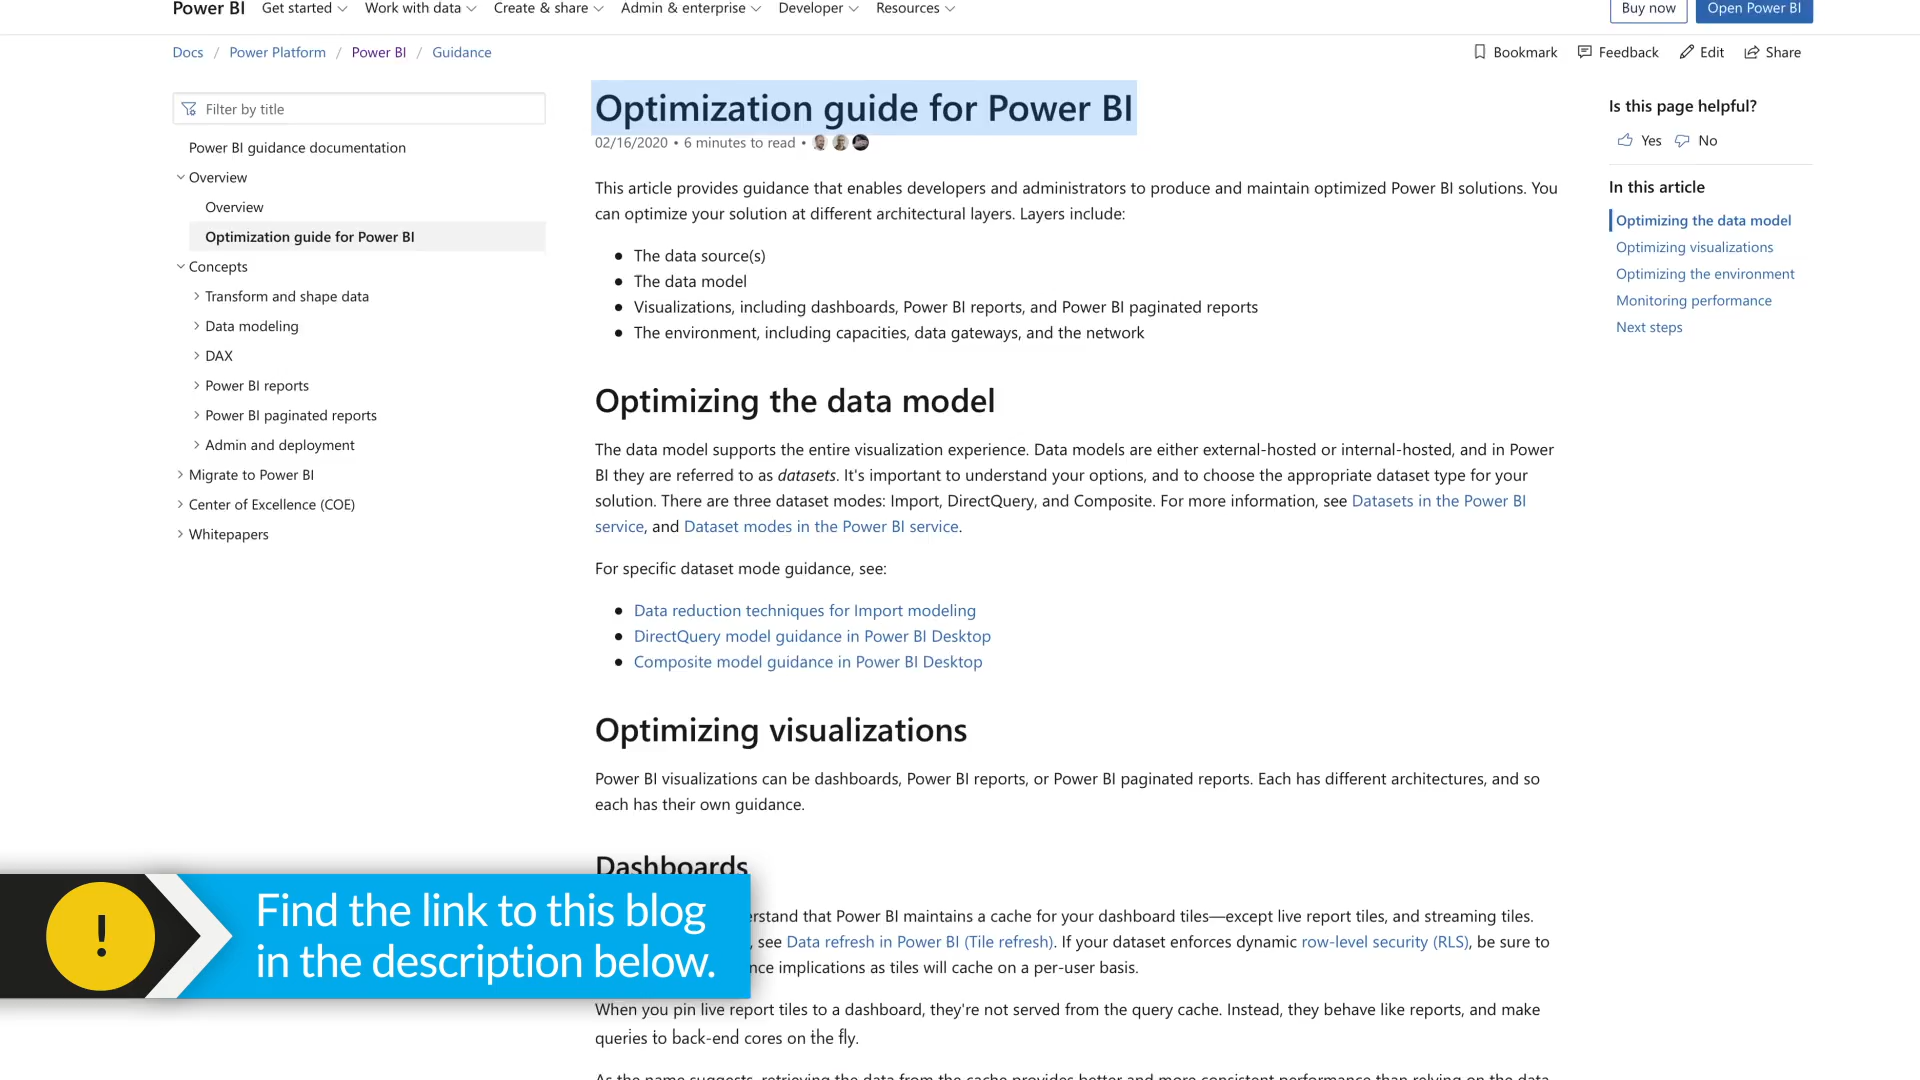 Power BI Get started Work with data Create & share Admin & enterprise Developer Resources Buy now Open Power BI
Docs / Power Platform / Power BI / Guidance Bookmark Feedback Edit Share
Filter by title
Power BI guidance documentation
Overview
Overview
Optimization guide for Power BI
Concepts
Transform and shape data
Data modeling
DAX
Power BI reports
Power BI paginated reports
Admin and deployment
Migrate to Power BI
Center of Excellence (COE)
Whitepapers
Optimization guide for Power BI
02/16/2020 • 6 minutes to read •
This article provides guidance that enables developers and administrators to produce and maintain optimized Power BI solutions. You
can optimize your solution at different architectural layers. Layers include:
• The data source(s)
• The data model
• Visualizations, including dashboards, Power BI reports, and Power BI paginated reports
• The environment, including capacities, data gateways, and the network
Optimizing the data model
The data model supports the entire visualization experience. Data models are either external-hosted or internal-hosted, and in Power
BI they are referred to as datasets. It's important to understand your options, and to choose the appropriate dataset type for your
solution. There are three dataset modes: Import, DirectQuery, and Composite. For more information, see Datasets in the Power BI
service, and Dataset modes in the Power BI service.
For specific dataset mode guidance, see:
• Data reduction techniques for Import modeling
• DirectQuery model guidance in Power BI Desktop
• Composite model guidance in Power BI Desktop
Optimizing visualizations
Power BI visualizations can be dashboards, Power BI reports, or Power BI paginated reports. Each has different architectures, and so
each has their own guidance.
Dashboards
that Power BI maintains a cache for your dashboard tiles—except live report tiles, and streaming tiles.
, see Data refresh in Power BI (Tile refresh). If your dataset enforces dynamic row-level security (RLS), be sure to
implications as tiles will cache on a per-user basis.
When you pin live report tiles to a dashboard, they're not served from the query cache. Instead, they behave like reports, and make
queries to back-end cores on the fly.
As the name suggests, retrieving the data from the cache provides better and more consistent performance than relying on the data
Is this page helpful?
Yes No
In this article
Optimizing the data model
Optimizing visualizations
Optimizing the environment
Monitoring performance
Next steps
!
Find the link to this blog
in the description below.